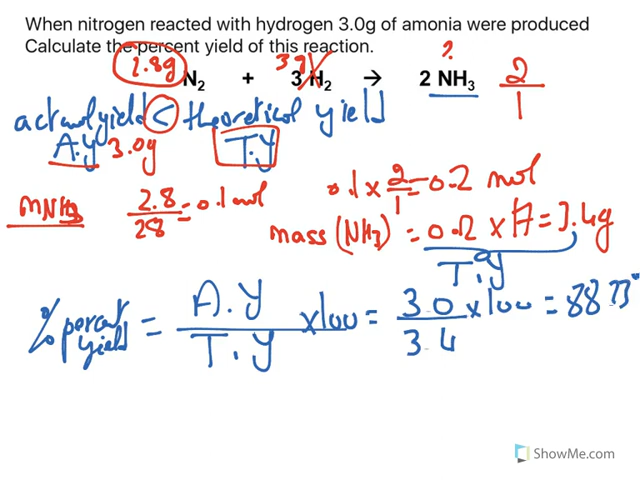 When nitrogen reacted with hydrogen 3.0g of amonia were produced
Calculate the percent yield of this reaction.
2.8g N₂ + 3g 3 H₂ → 2 NH₃ ? 2/1
actual yield < theoretical yield
A.Y 3.0g T.Y
mNH₃ 2.8/28 = 0.1 mol 0.1 x 2/1 = 0.2 mol
mass (NH₃) = 0.2 x 17 = 3.4g
T.Y
% percent yield = A.Y/T.Y x100 = 3.0/3.4 x100 = 88
ShowMe.com